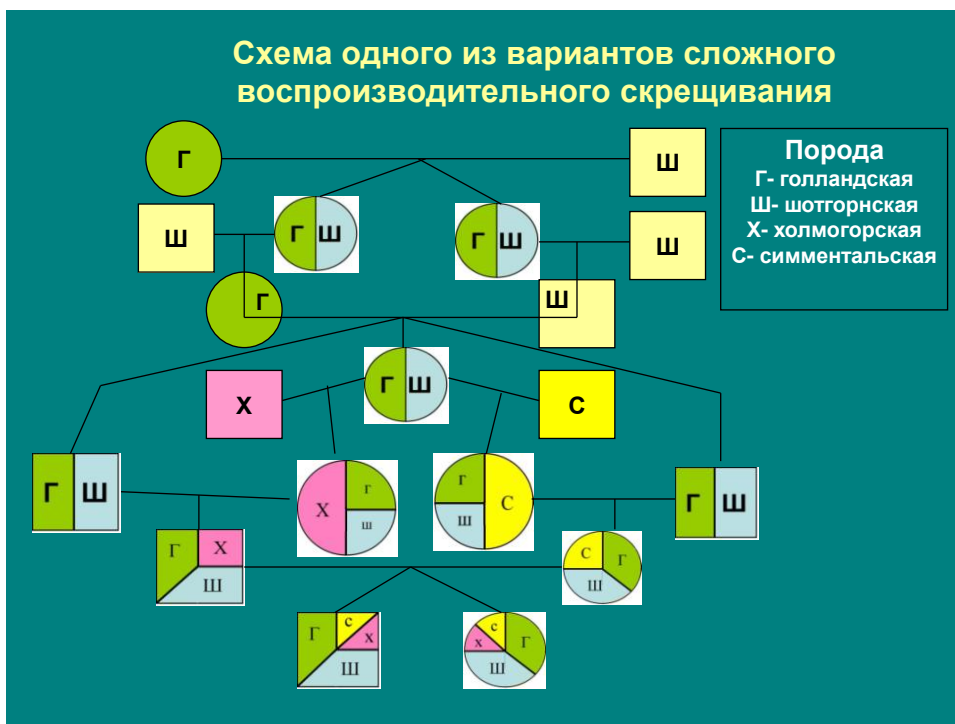 Схема одного из вариантов сложного
воспроизводительного скрещивания
Г
Ш
Порода
Г- голландская
Ш- шотгорнская
Х- холмогорская
С- симментальская
Ш
Г Ш
Г Ш
Ш
Г
Ш
Х
Г Ш
С
Г Ш
Х Г Ш
Г Ш С
Г Ш
Г Х Ш
С Г Ш
Г с х Ш
х с Г Ш